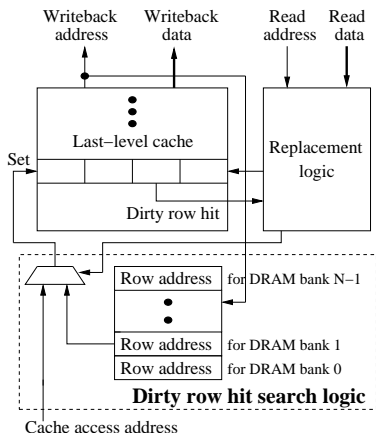 Writeback address
Writeback data
Read address
Read data
Last−level cache
Replacement logic
Set
Dirty row hit
Row address for DRAM bank N−1
Row address for DRAM bank 1
Row address for DRAM bank 0
Dirty row hit search logic
Cache access address